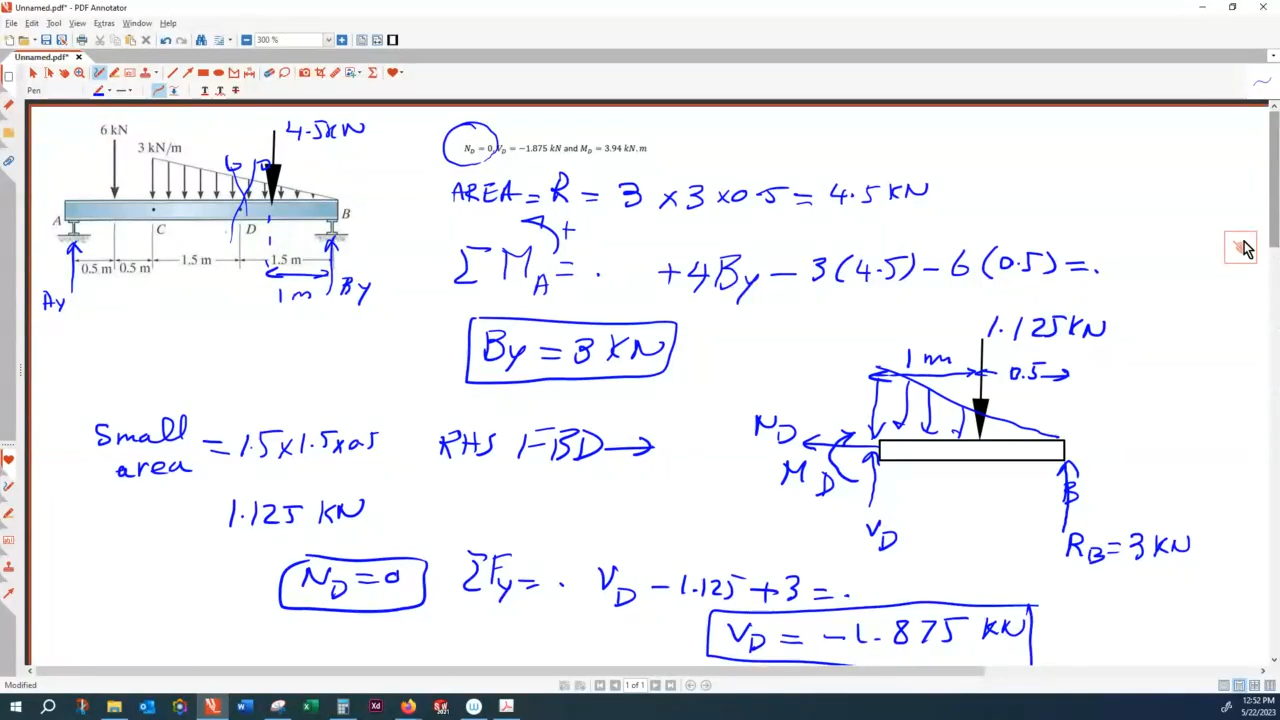 Unnamed.pdf* - PDF Annotator
File Edit Tool View Extras Window Help
300 %
Unnamed.pdf*
Pen
6 kN
4.5KN
3 kN/m
A
C
D
B
0.5 m 0.5 m 1.5 m 1.5 m
1 m
Ay
By
N_D = 0, V_D = −1.875 kN and M_D = 3.94 kN.m
AREA = R = 3 × 3 × 0.5 = 4.5 KN
+
Σ M_A = . +4By − 3(4.5) − 6(0.5) = .
By = 3 KN
1.125KN
1 m 0.5
Small area = 1.5×1.5×0.5
1.125 KN
RHS FBD
N_D
M_D
V_D
B
R_B = 3 KN
N_D = 0
ΣFy = . V_D − 1.125 + 3 = .
V_D = −1.875 KN
1 of 1
Modified
12:52 PM
5/22/2023